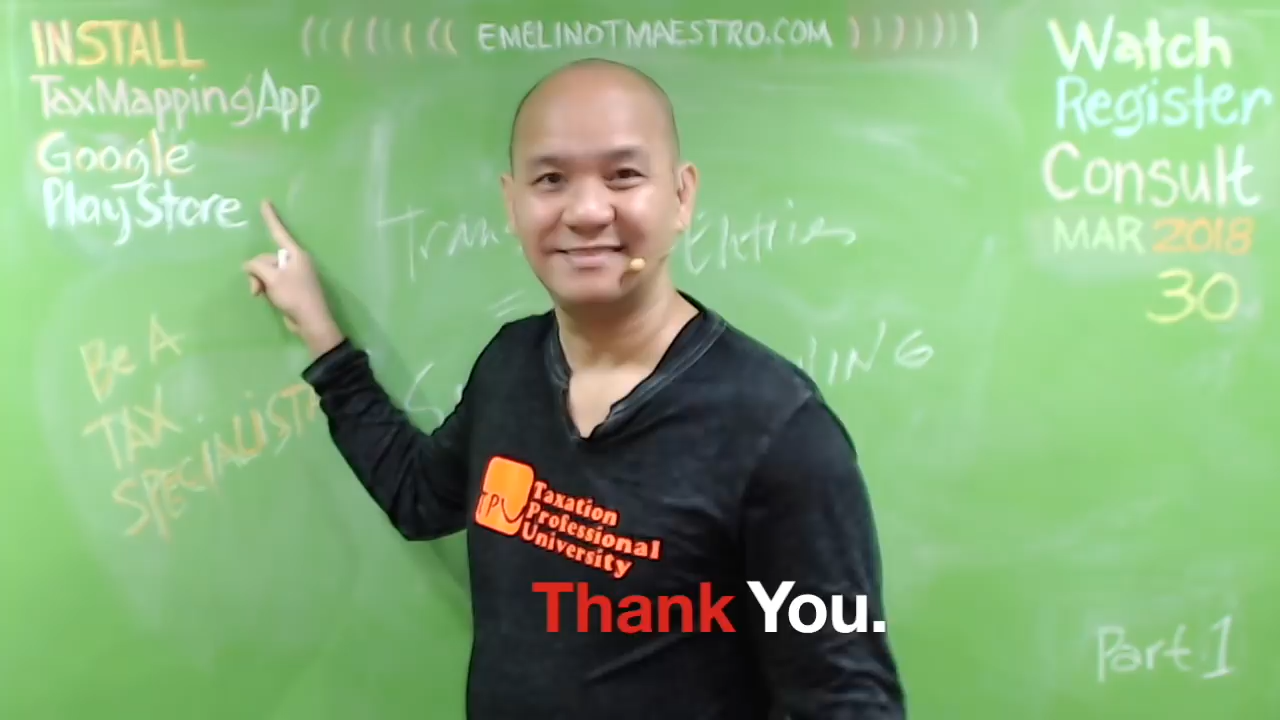 INSTALL
TaxMappingApp
Google
PlayStore
((((((( EMELINOTMAESTRO.COM )))))))
Watch
Register
Consult
MAR 2018
30
Entries
Be A
TAX
SPECIALIST
TPU
Taxation
Professional
University
Thank You.
Part 1